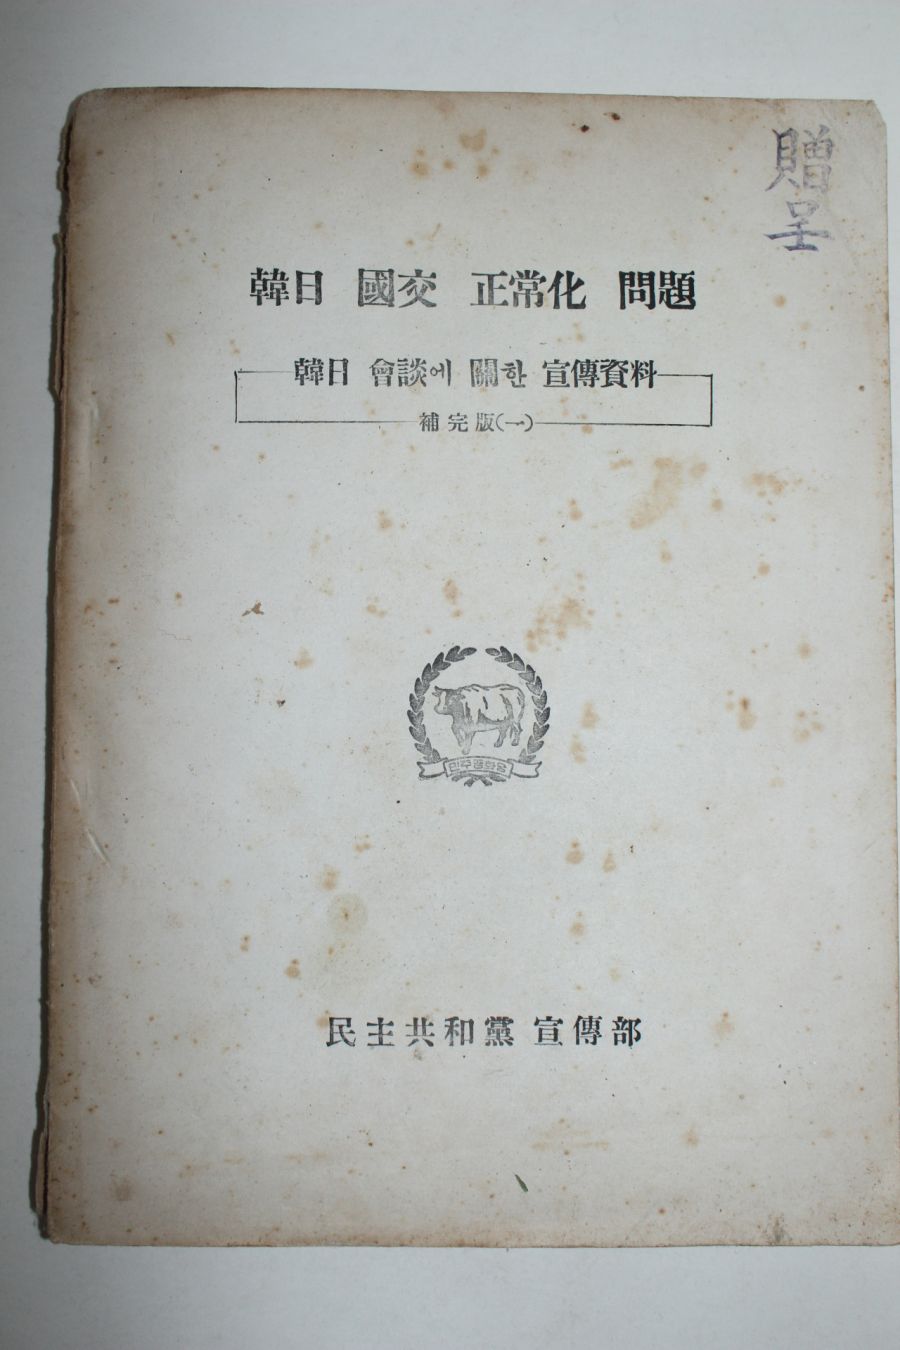 贈
呈
韓日 國交 正常化 問題
韓日 會談에 關한 宣傳資料
補完版(一)
민주공화당
民主共和黨 宣傳部